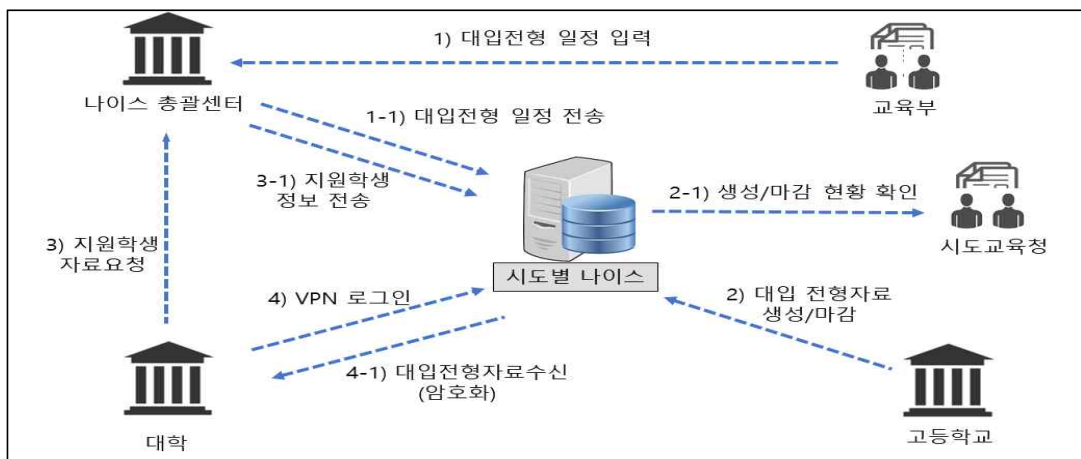 1) 대입전형 일정 입력
나이스 총괄센터
교육부
1-1) 대입전형 일정 전송
3-1) 지원학생
정보 전송
2-1) 생성/마감 현황 확인
3) 지원학생
자료요청
시도교육청
시도별 나이스
4) VPN 로그인
2) 대입 전형자료
생성/마감
4-1) 대입전형자료수신
(암호화)
대학
고등학교